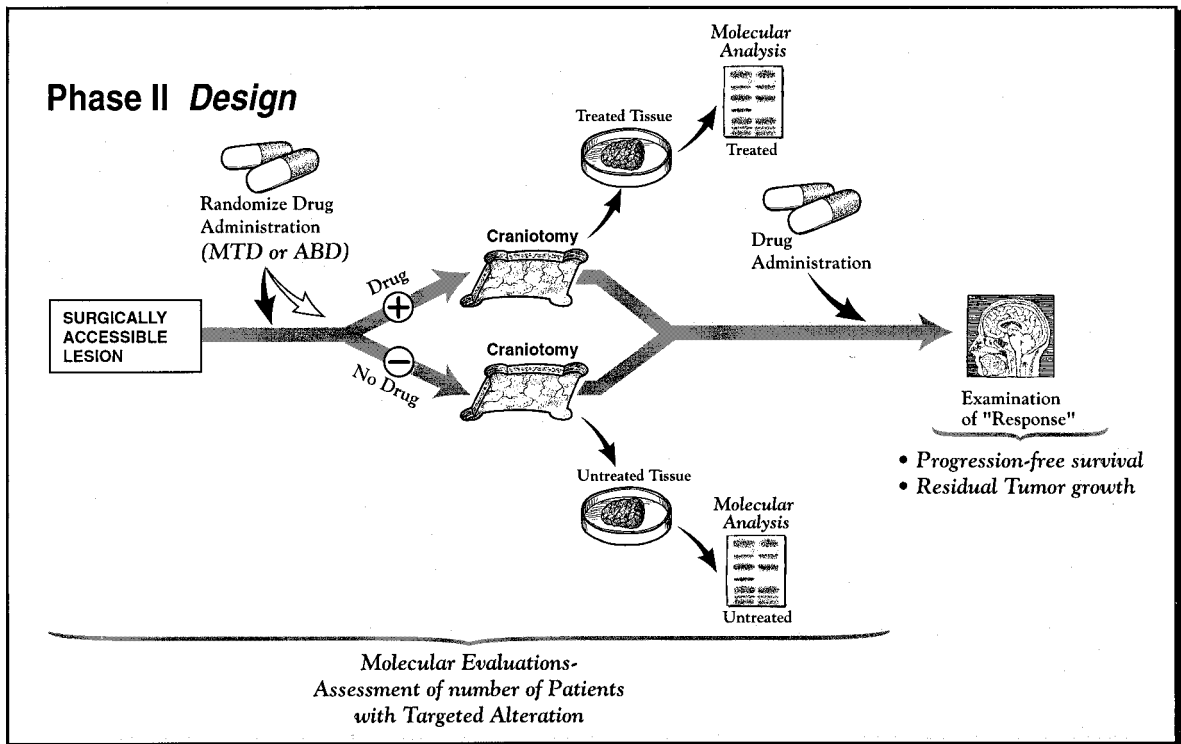 Phase II Design
Randomize Drug
Administration
(MTD or ABD)
SURGICALLY
ACCESSIBLE
LESION
Drug
+
−
No Drug
Craniotomy
Craniotomy
Treated Tissue
Molecular
Analysis
Treated
Untreated Tissue
Molecular
Analysis
Untreated
Drug
Administration
Examination
of "Response"
• Progression-free survival
• Residual Tumor growth
Molecular Evaluations-
Assessment of number of Patients
with Targeted Alteration